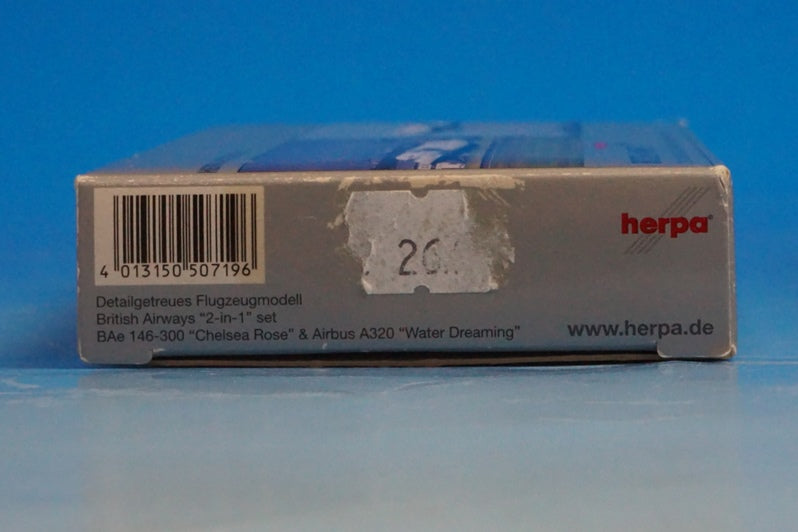 4 013150 507196
26
herpa
Detailgetreues Flugzeugmodell
British Airways "2-in-1" set
BAe 146-300 "Chelsea Rose" & Airbus A320 "Water Dreaming"
www.herpa.de